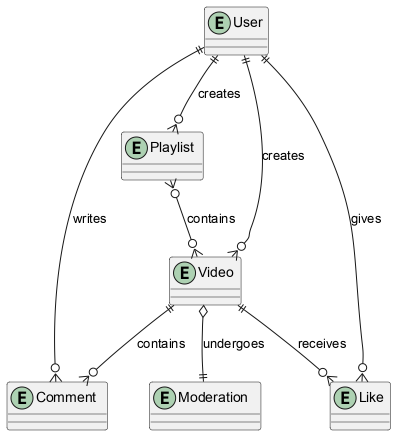 E User
creates
E Playlist
creates
writes
contains
gives
E Video
contains
undergoes
receives
E Comment
E Moderation
E Like